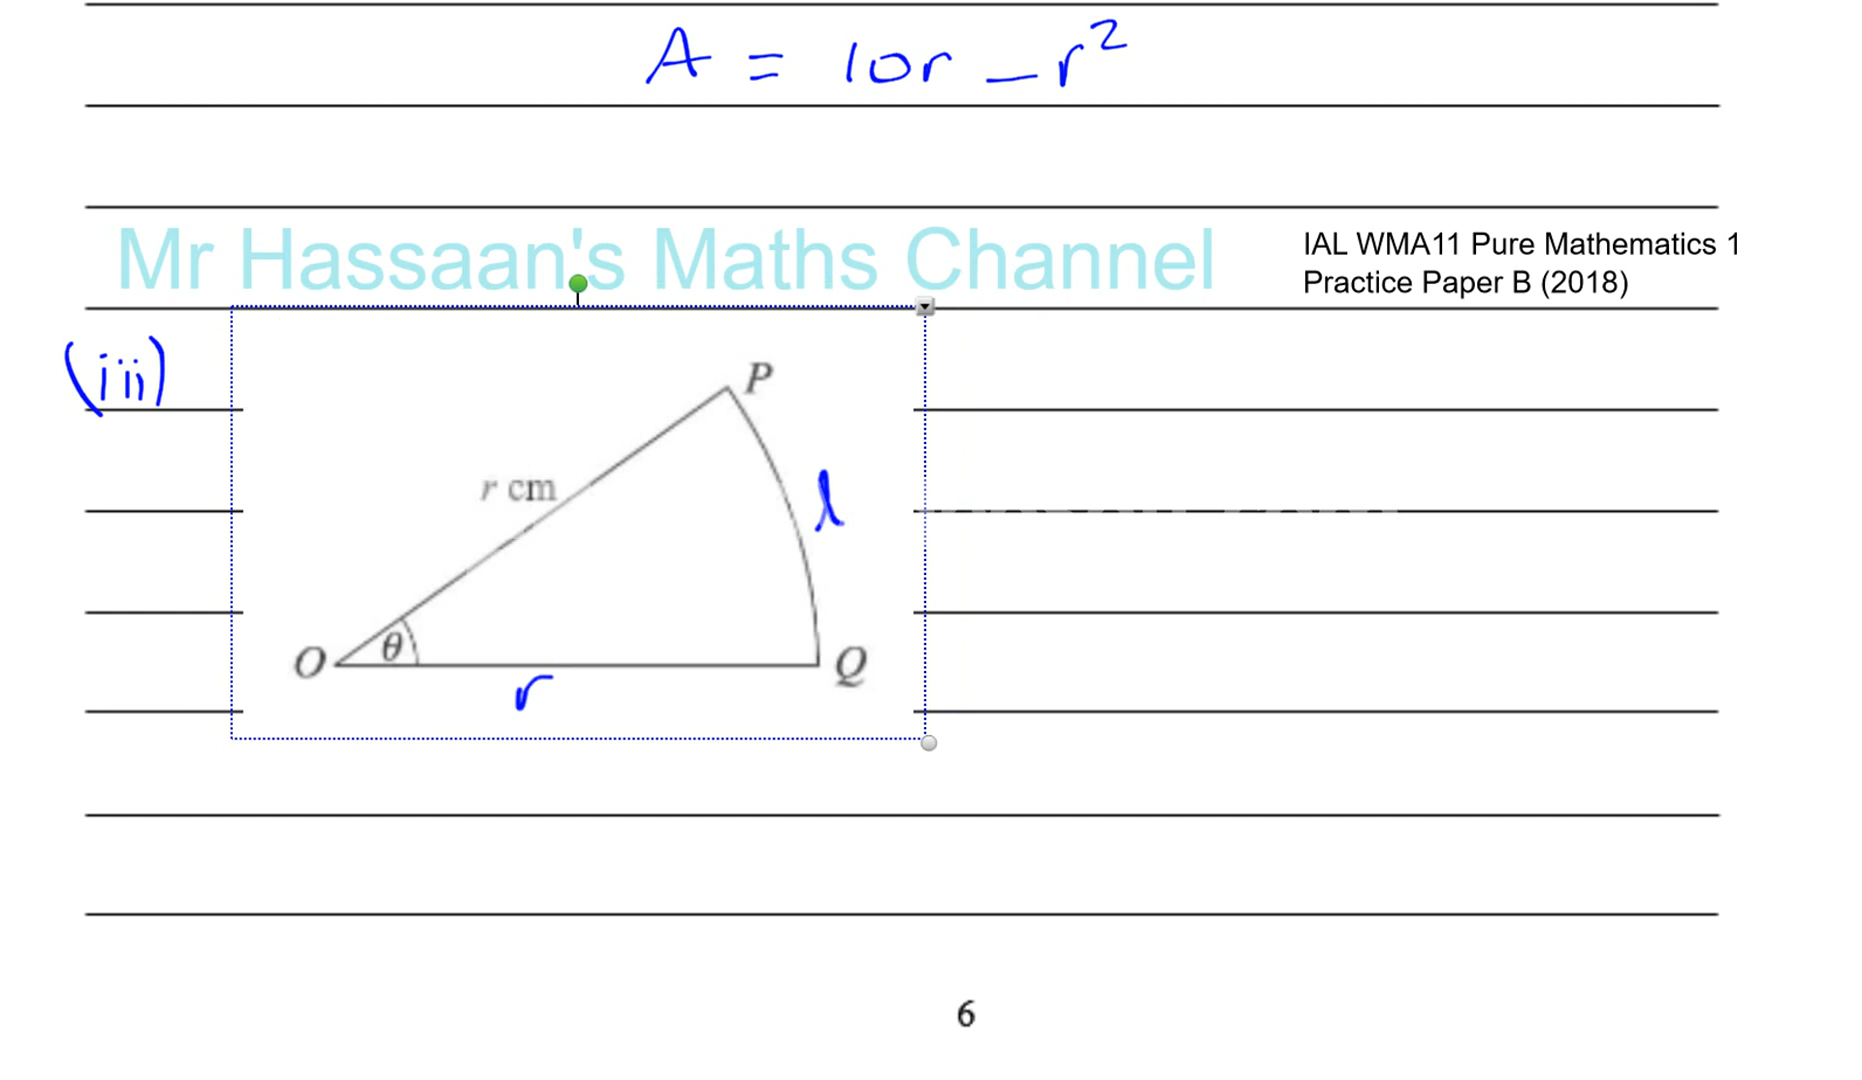 A = 10r − r²
Mr Hassaan's Maths Channel
IAL WMA11 Pure Mathematics 1
Practice Paper B (2018)
(iii)
P
r cm
l
O
θ
Q
r
6